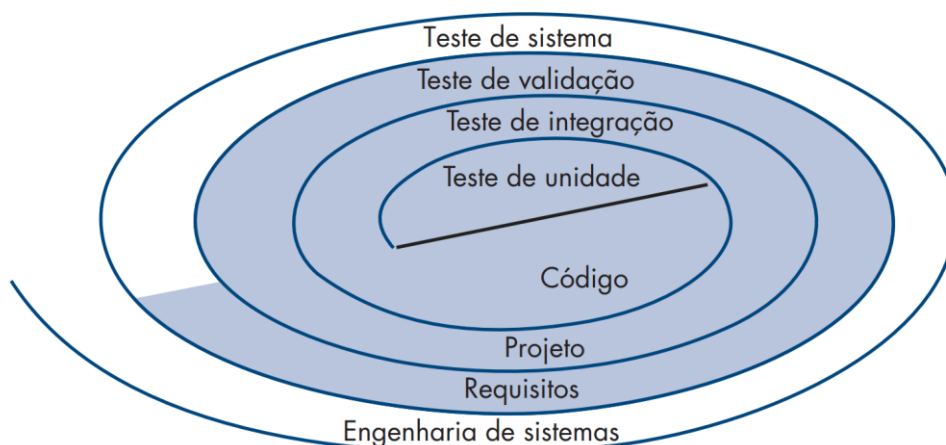 Teste de sistema
Teste de validação
Teste de integração
Teste de unidade
Código
Projeto
Requisitos
Engenharia de sistemas